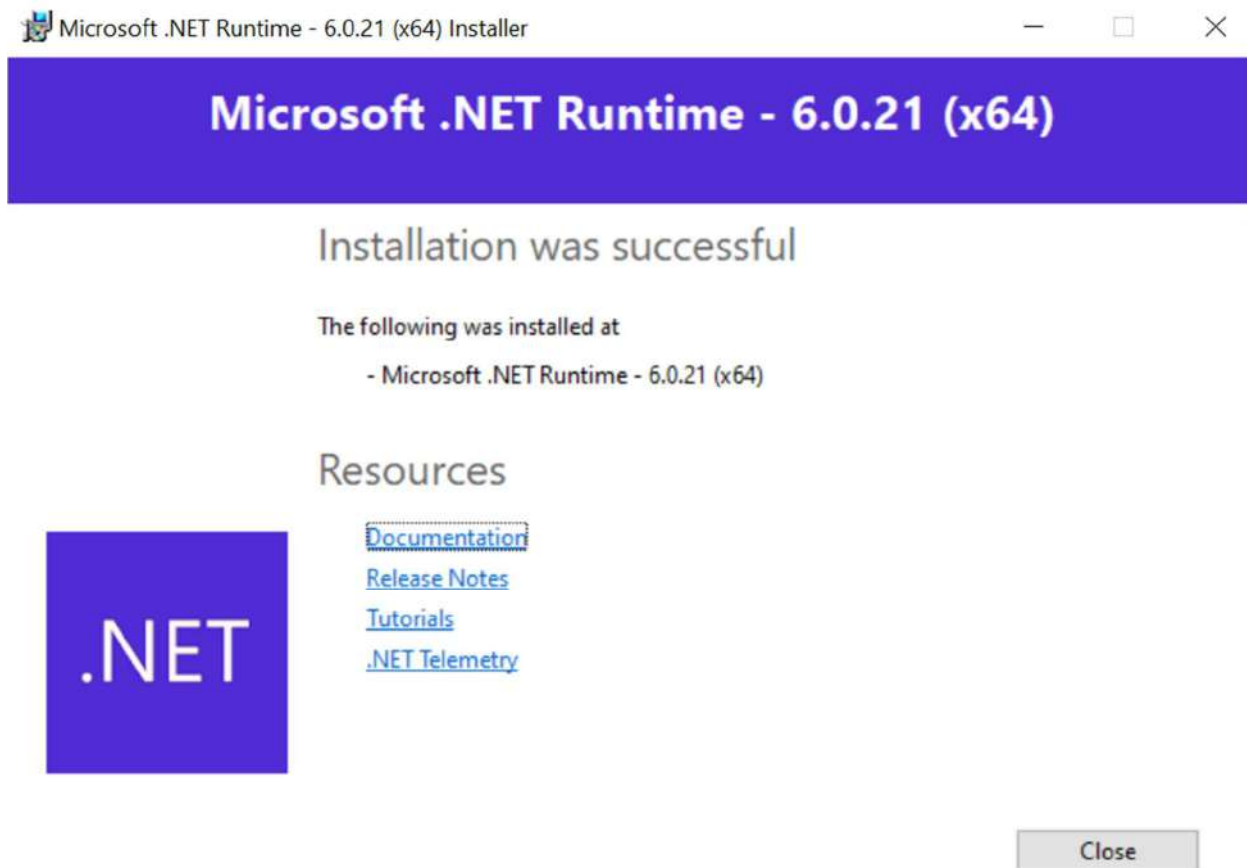 Microsoft .NET Runtime - 6.0.21 (x64) Installer
Microsoft .NET Runtime - 6.0.21 (x64)
Installation was successful
The following was installed at
- Microsoft .NET Runtime - 6.0.21 (x64)
Resources
Documentation
Release Notes
Tutorials
.NET Telemetry
.NET
Close